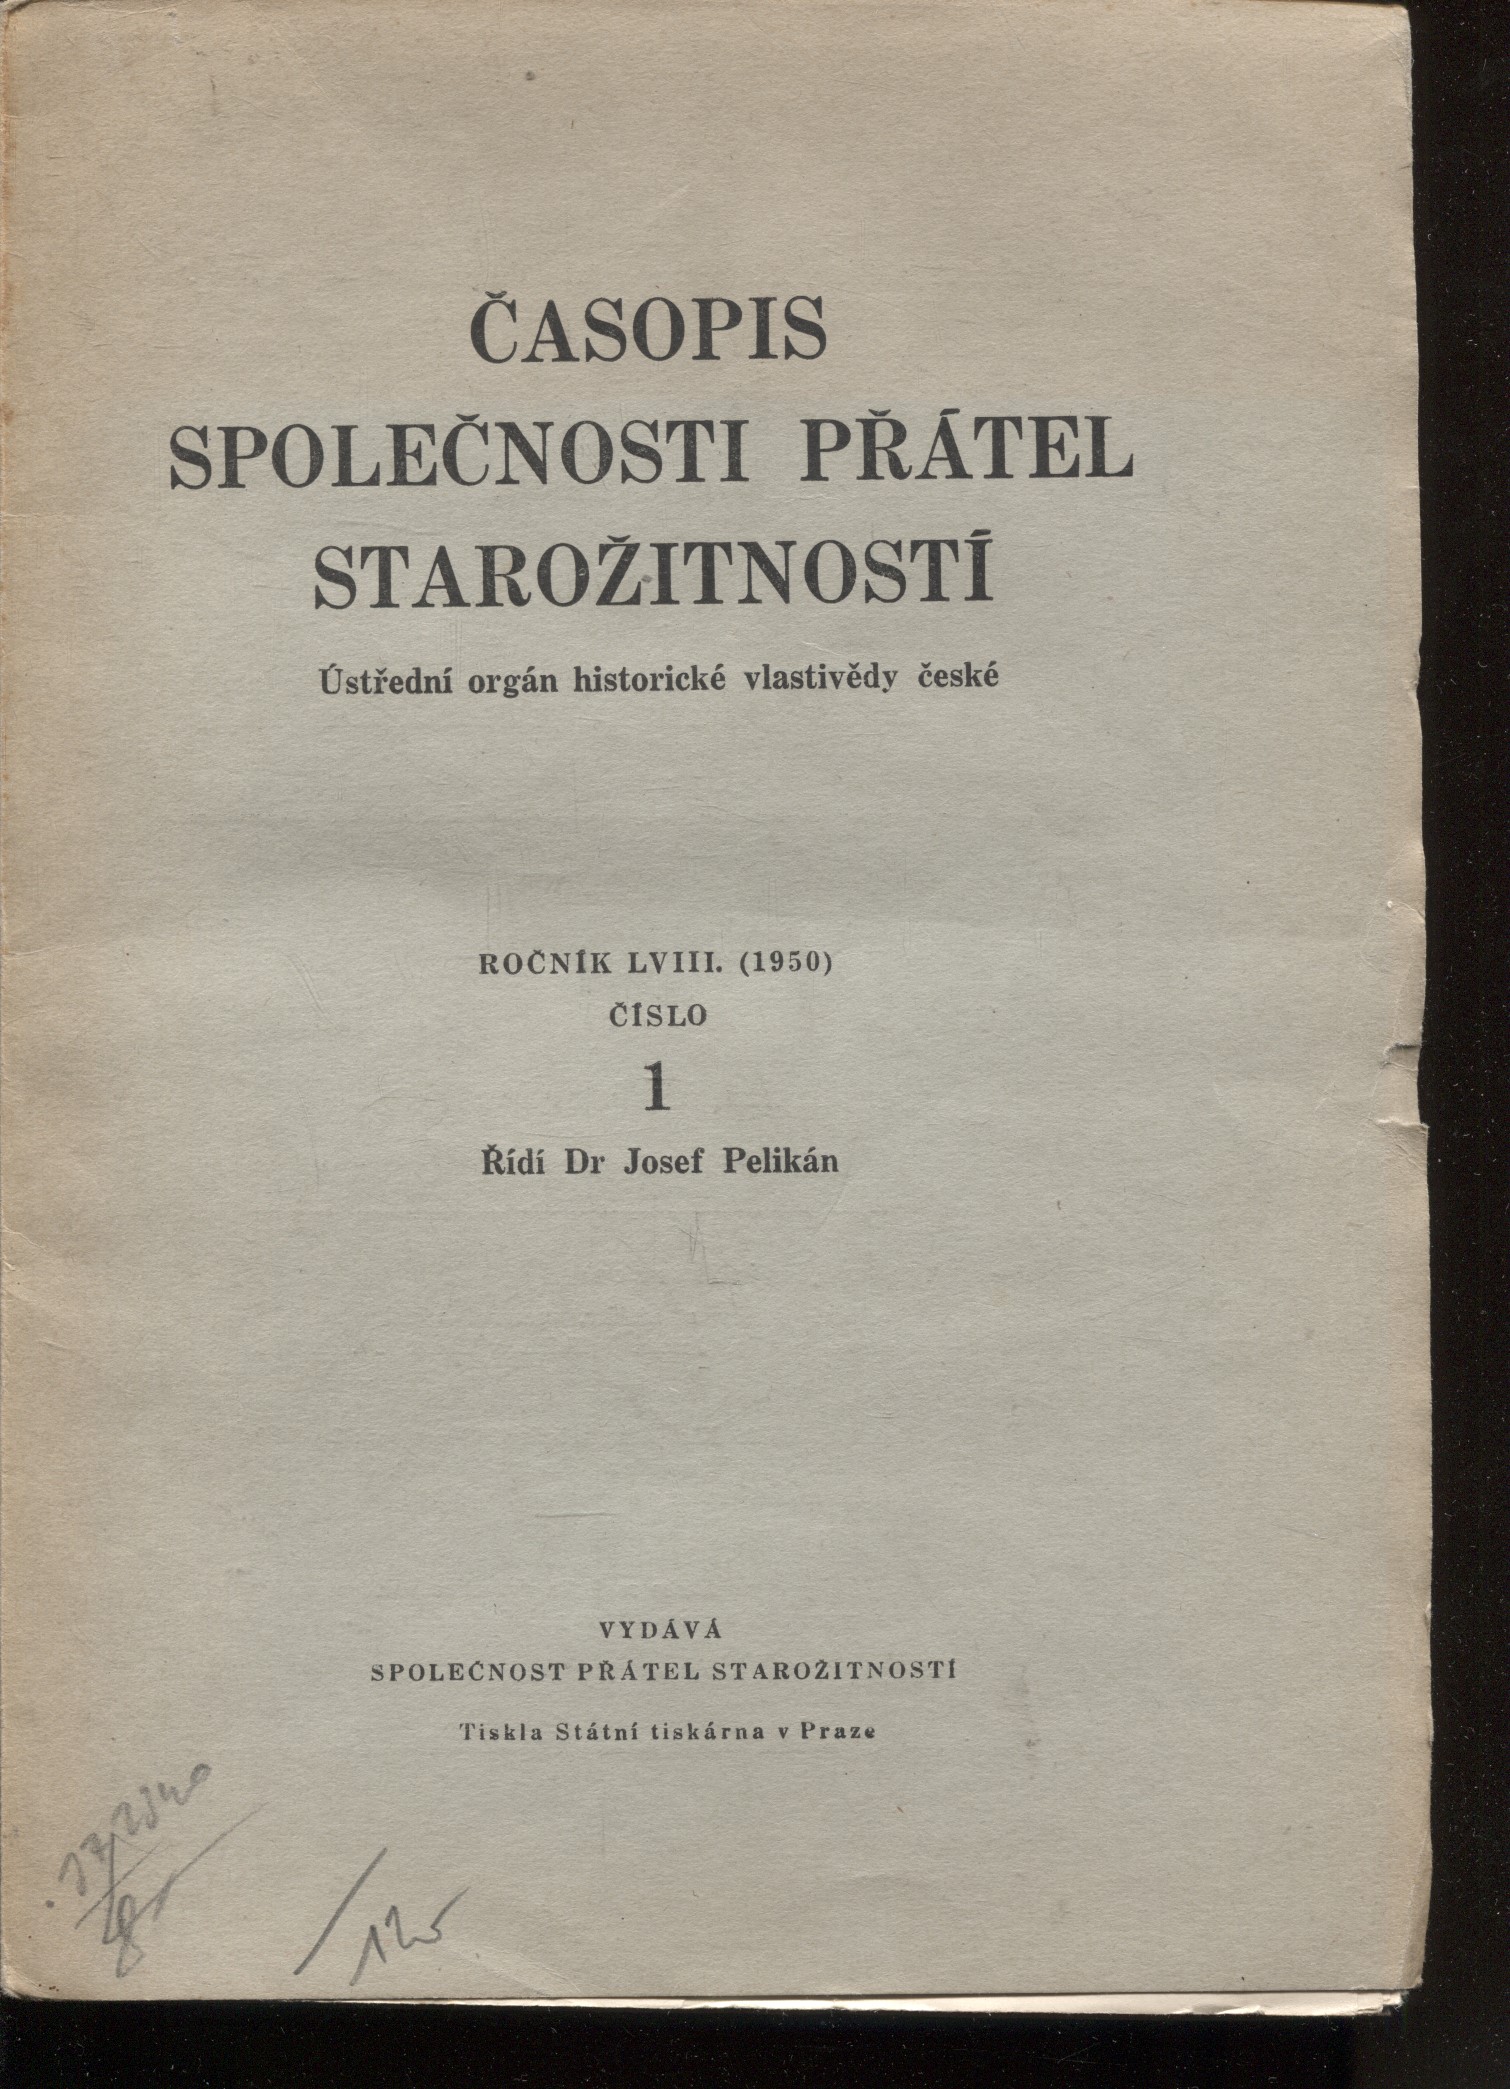 ČASOPIS
SPOLEČNOSTI PŘÁTEL
STAROŽITNOSTÍ
Ústřední orgán historické vlastivědy české
ROČNÍK LVIII. (1950)
ČÍSLO
1
Řídí Dr Josef Pelikán
VYDÁVÁ
SPOLEČNOST PŘÁTEL STAROŽITNOSTÍ
Tiskla Státní tiskárna v Praze
/125